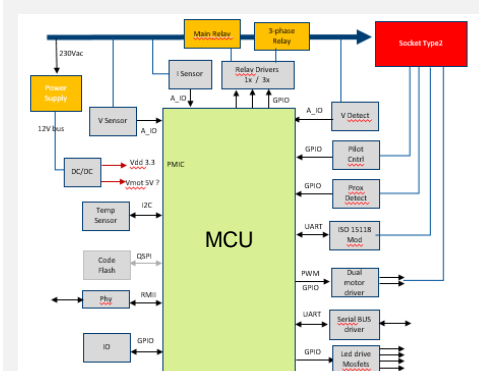 Main Relay
3-phase
Relay
Socket Type2
230Vac
I Sensor
Relay Drivers
1x / 3x
Power
Supply
A_IO
GPIO
V Sensor
A_IO
A_IO
V Detect
12V bus
GPIO
Pilot
Cntrl
DC/DC
Vdd 3.3
PMIC
Vmot 5V ?
GPIO
Prox
Detect
Temp
Sensor
I2C
MCU
UART
ISO 15118
Mod
Code
Flash
QSPI
PWM
GPIO
Dual
motor
driver
Phy
RMII
UART
Serial BUS
driver
IO
GPIO
GPIO
Led drive
Mosfets